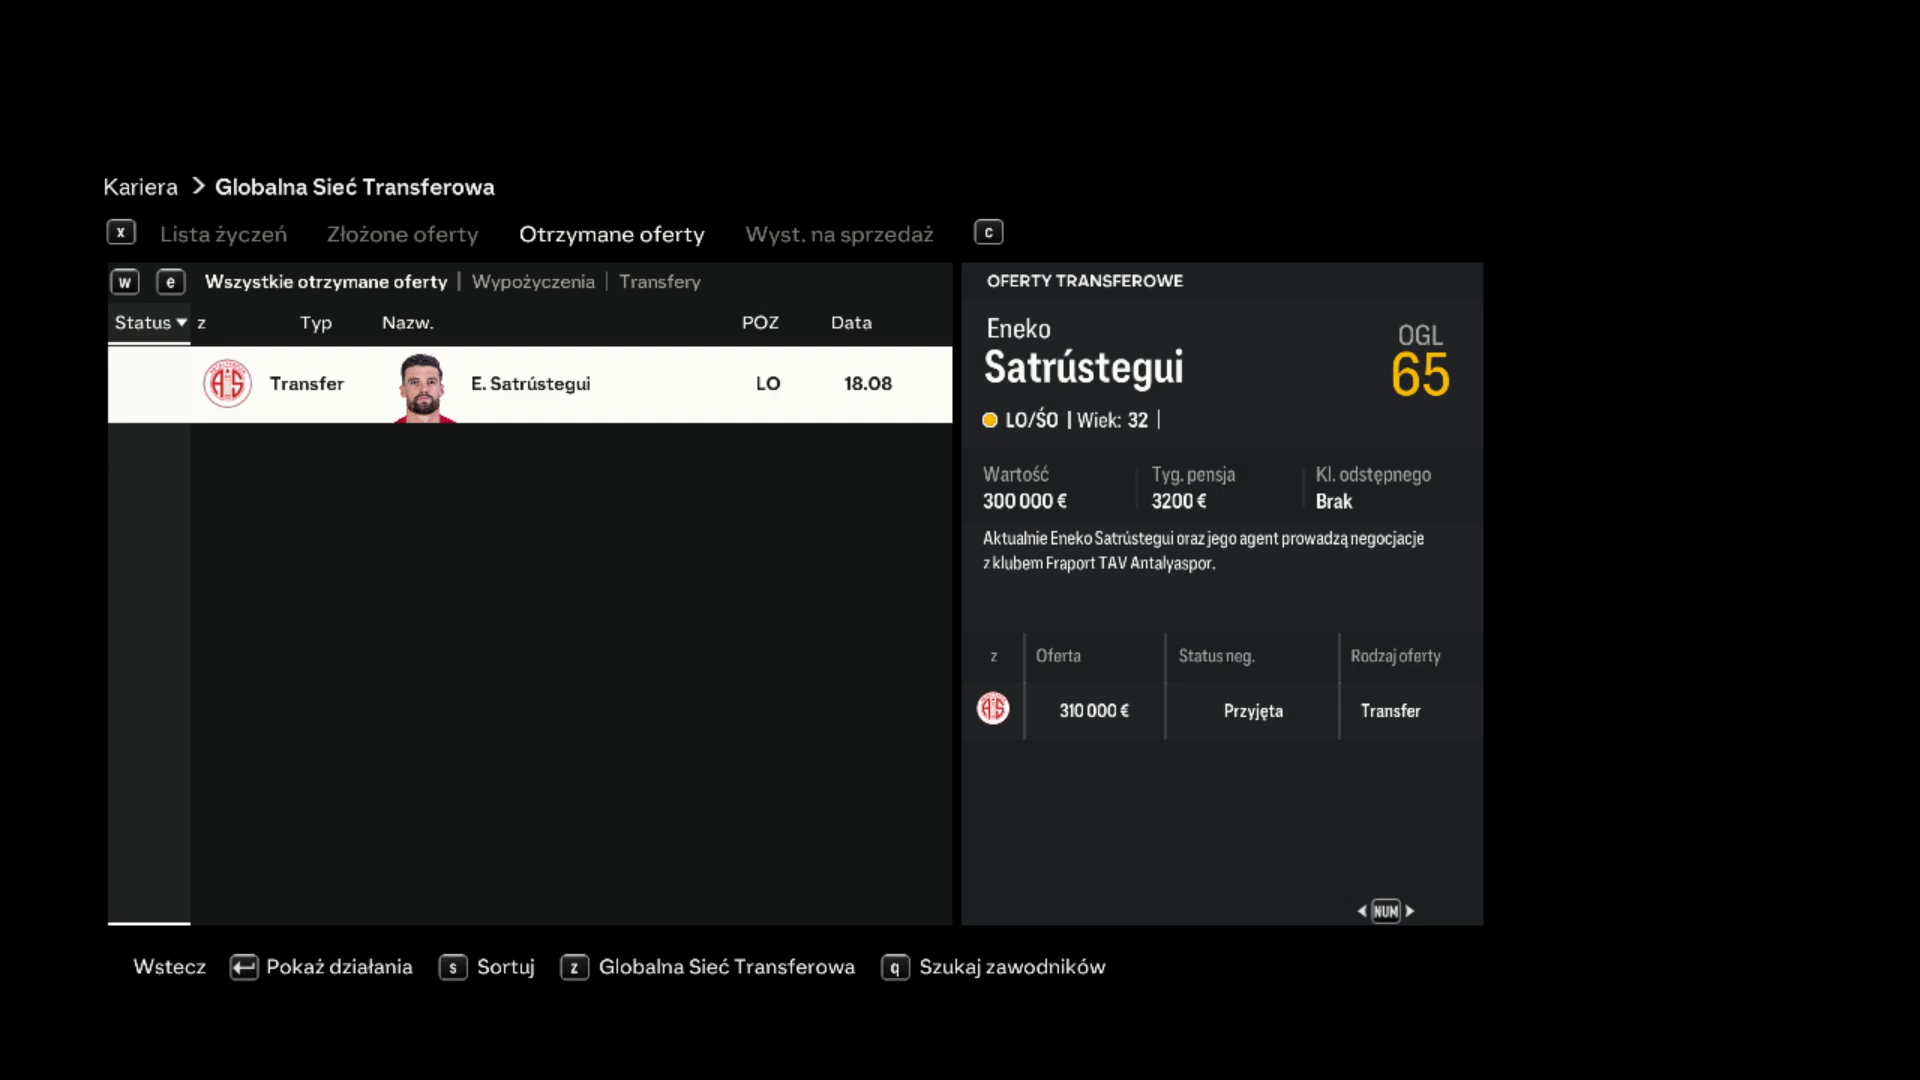 Kariera > Globalna Sieć Transferowa
x Lista życzeń Złożone oferty Otrzymane oferty Wyst. na sprzedaż c
w e Wszystkie otrzymane oferty | Wypożyczenia | Transfery
Status ▼ z Typ Nazw. POZ Data
Transfer E. Satrústegui LO 18.08
OFERTY TRANSFEROWE
Eneko
Satrústegui
OGL
65
LO/ŚO | Wiek: 32 |
Wartość Tyg. pensja Kl. odstępnego
300 000 € 3200 € Brak
Aktualnie Eneko Satrústegui oraz jego agent prowadzą negocjacje
z klubem Fraport TAV Antalyaspor.
z Oferta Status neg. Rodzaj oferty
310 000 € Przyjęta Transfer
NUM
Wstecz Pokaż działania s Sortuj z Globalna Sieć Transferowa q Szukaj zawodników